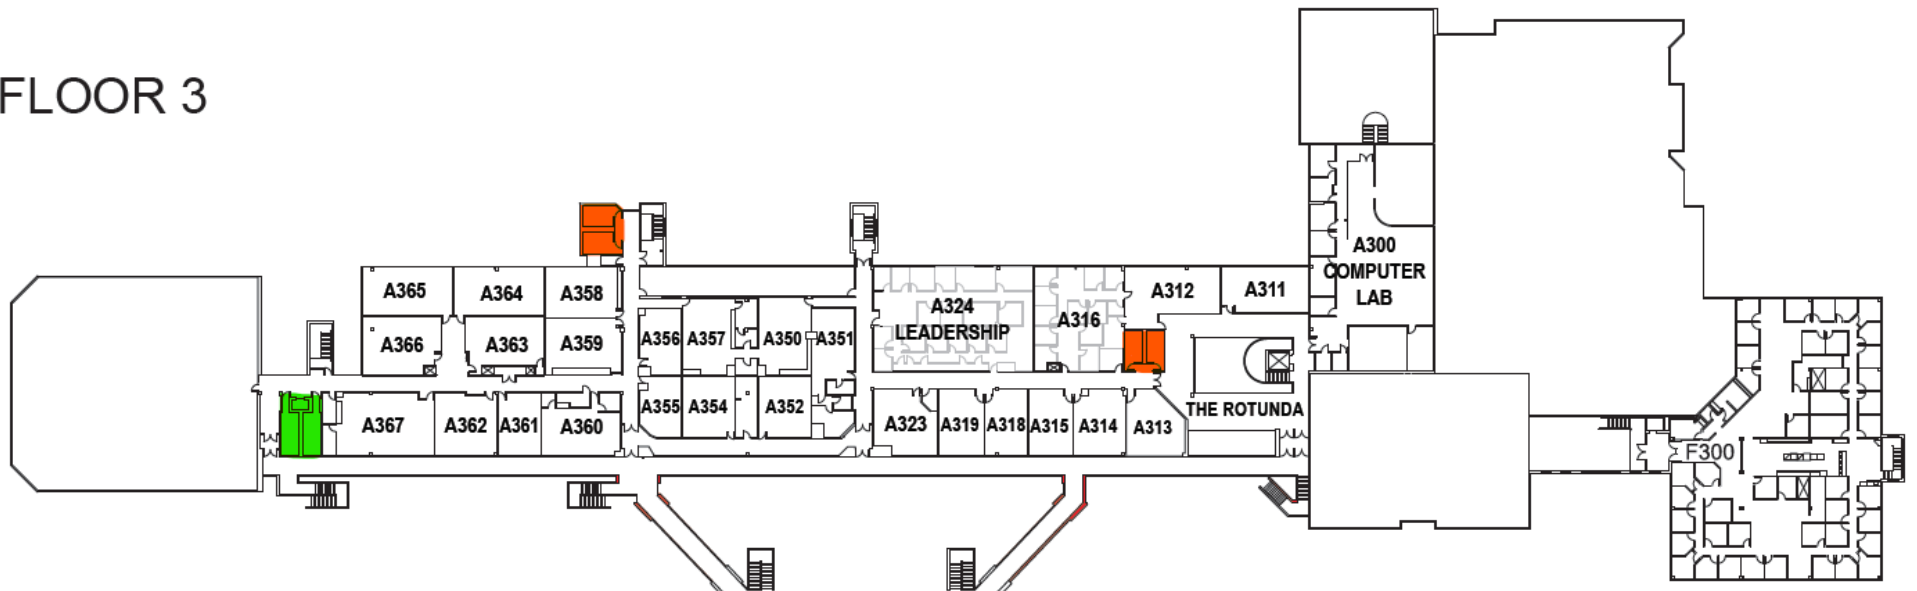 FLOOR 3
A365
A364
A358
A366
A363
A359
A356
A357
A350
A351
A324
LEADERSHIP
A316
A312
A311
A300
COMPUTER
LAB
A367
A362
A361
A360
A355
A354
A352
A323
A319
A318
A315
A314
A313
THE ROTUNDA
F300